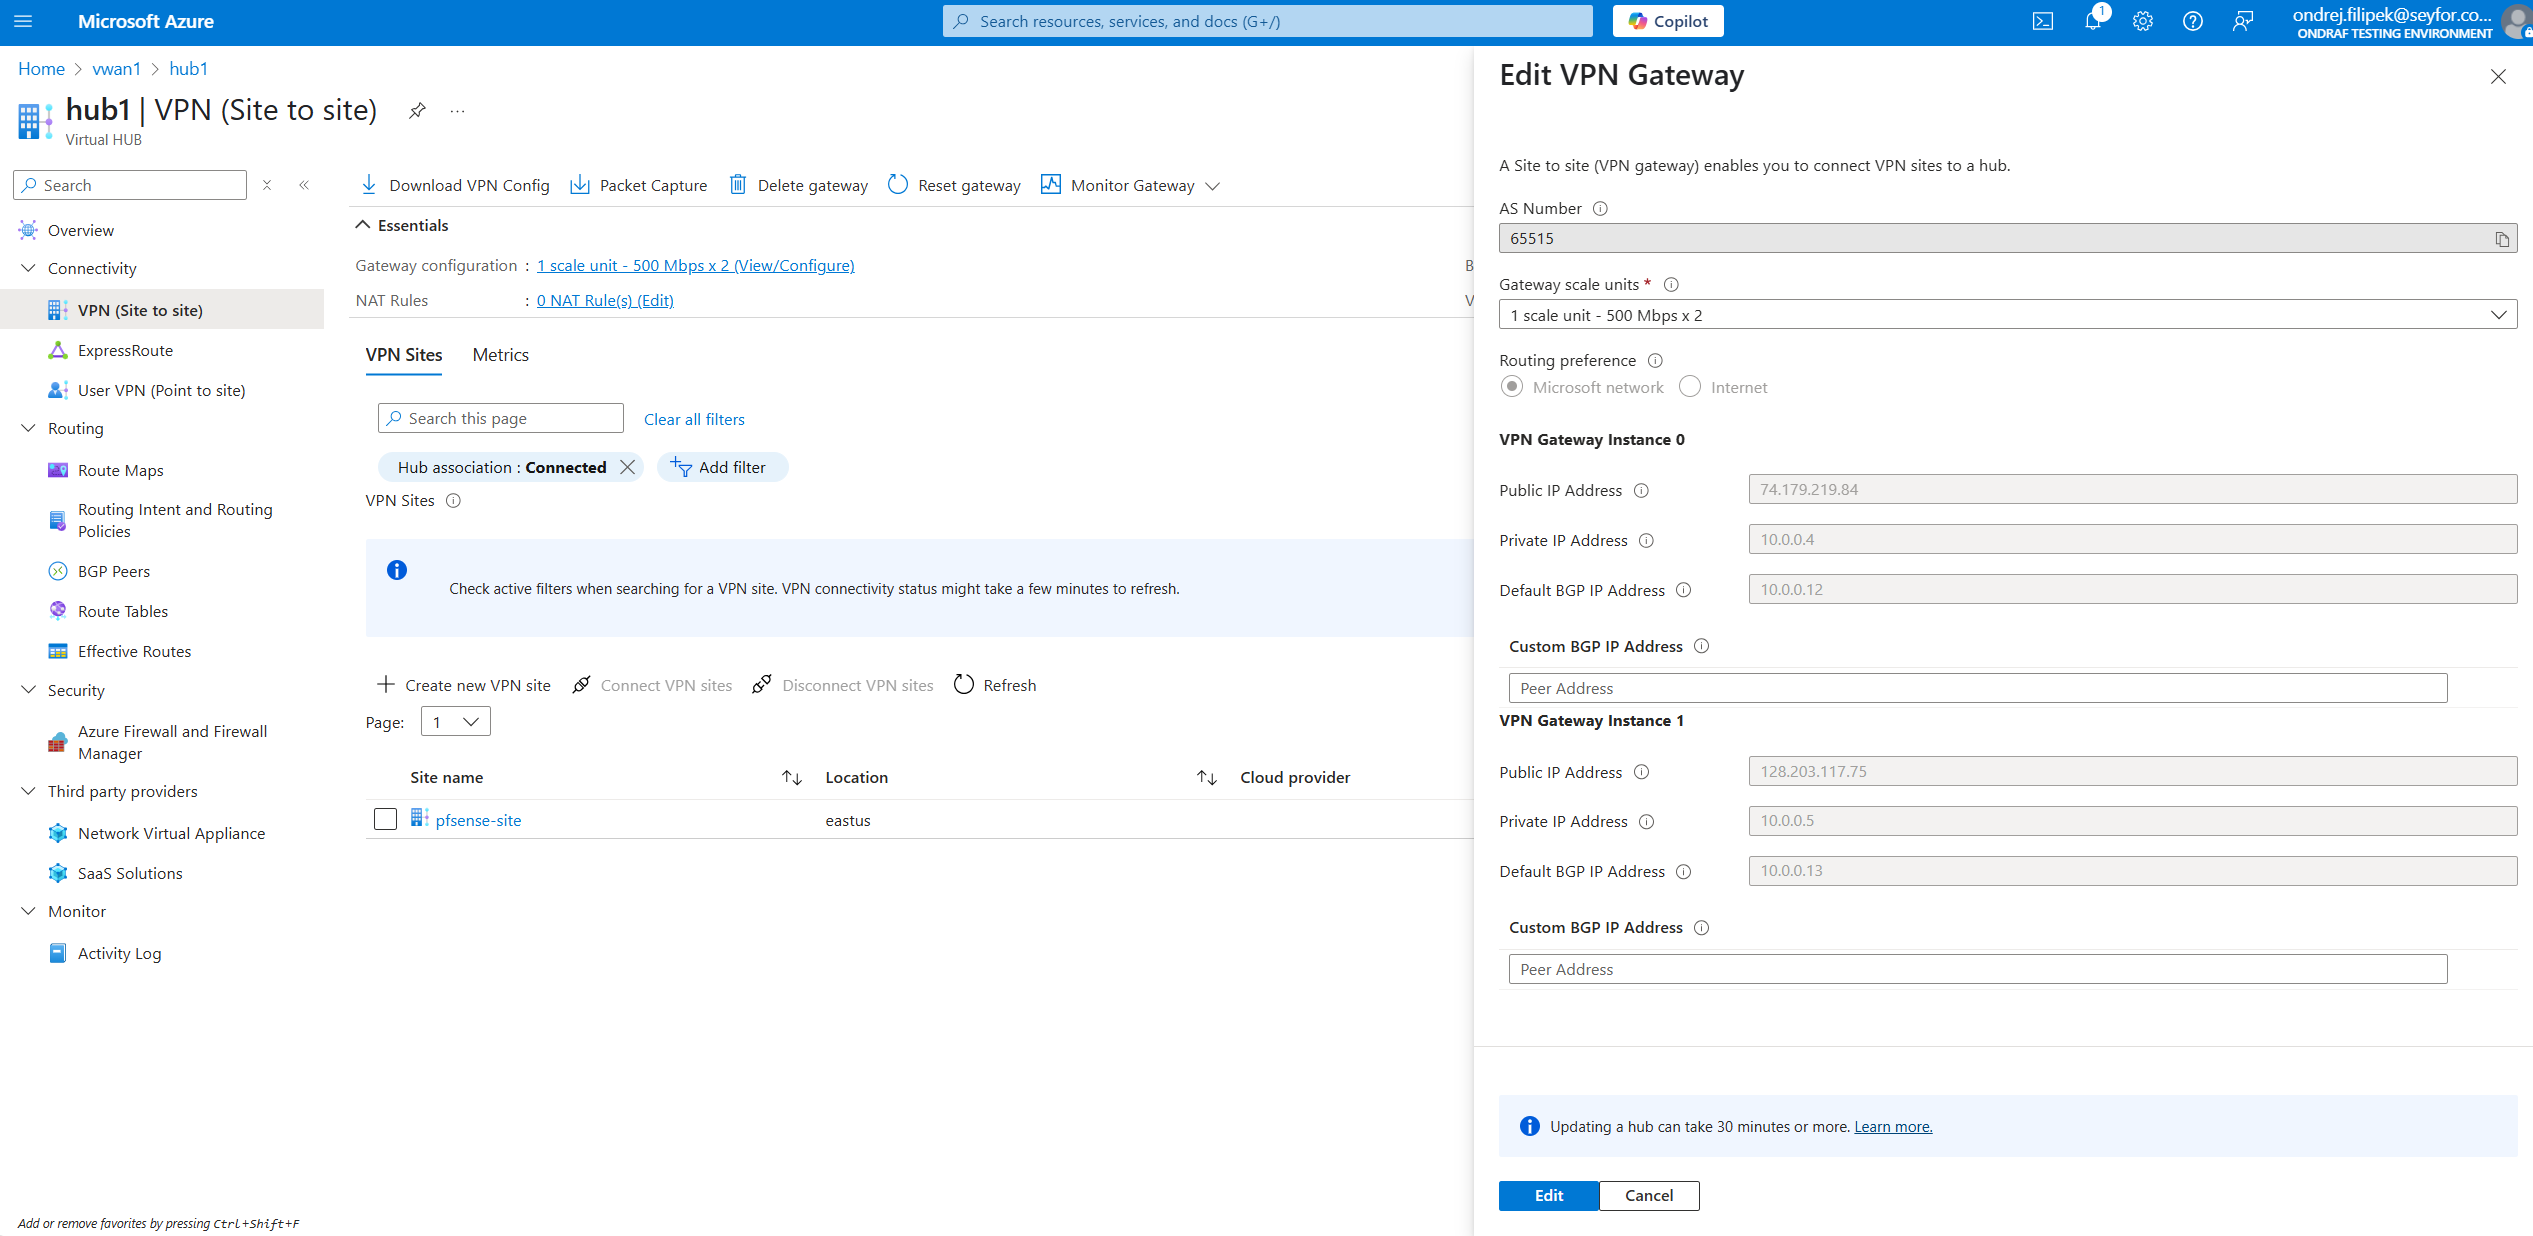 Microsoft Azure
Search resources, services, and docs (G+/)
Copilot
1
ondrej.filipek@seyfor.co...
ONDRAF TESTING ENVIRONMENT
Home > vwan1 > hub1
hub1 | VPN (Site to site)
Virtual HUB
Search
Overview
Connectivity
VPN (Site to site)
ExpressRoute
User VPN (Point to site)
Routing
Route Maps
Routing Intent and Routing
Policies
BGP Peers
Route Tables
Effective Routes
Security
Azure Firewall and Firewall
Manager
Third party providers
Network Virtual Appliance
SaaS Solutions
Monitor
Activity Log
Add or remove favorites by pressing Ctrl+Shift+F
Download VPN Config
Packet Capture
Delete gateway
Reset gateway
Monitor Gateway
Essentials
Gateway configuration : 1 scale unit - 500 Mbps x 2 (View/Configure)
B
NAT Rules : 0 NAT Rule(s) (Edit)
V
VPN Sites
Metrics
Search this page
Clear all filters
Hub association : Connected
Add filter
VPN Sites
Check active filters when searching for a VPN site. VPN connectivity status might take a few minutes to refresh.
Create new VPN site
Connect VPN sites
Disconnect VPN sites
Refresh
Page: 1
Site name
Location
Cloud provider
pfsense-site
eastus
Edit VPN Gateway
A Site to site (VPN gateway) enables you to connect VPN sites to a hub.
AS Number
65515
Gateway scale units *
1 scale unit - 500 Mbps x 2
Routing preference
Microsoft network
Internet
VPN Gateway Instance 0
Public IP Address
74.179.219.84
Private IP Address
10.0.0.4
Default BGP IP Address
10.0.0.12
Custom BGP IP Address
Peer Address
VPN Gateway Instance 1
Public IP Address
128.203.117.75
Private IP Address
10.0.0.5
Default BGP IP Address
10.0.0.13
Custom BGP IP Address
Peer Address
Updating a hub can take 30 minutes or more. Learn more.
Edit
Cancel